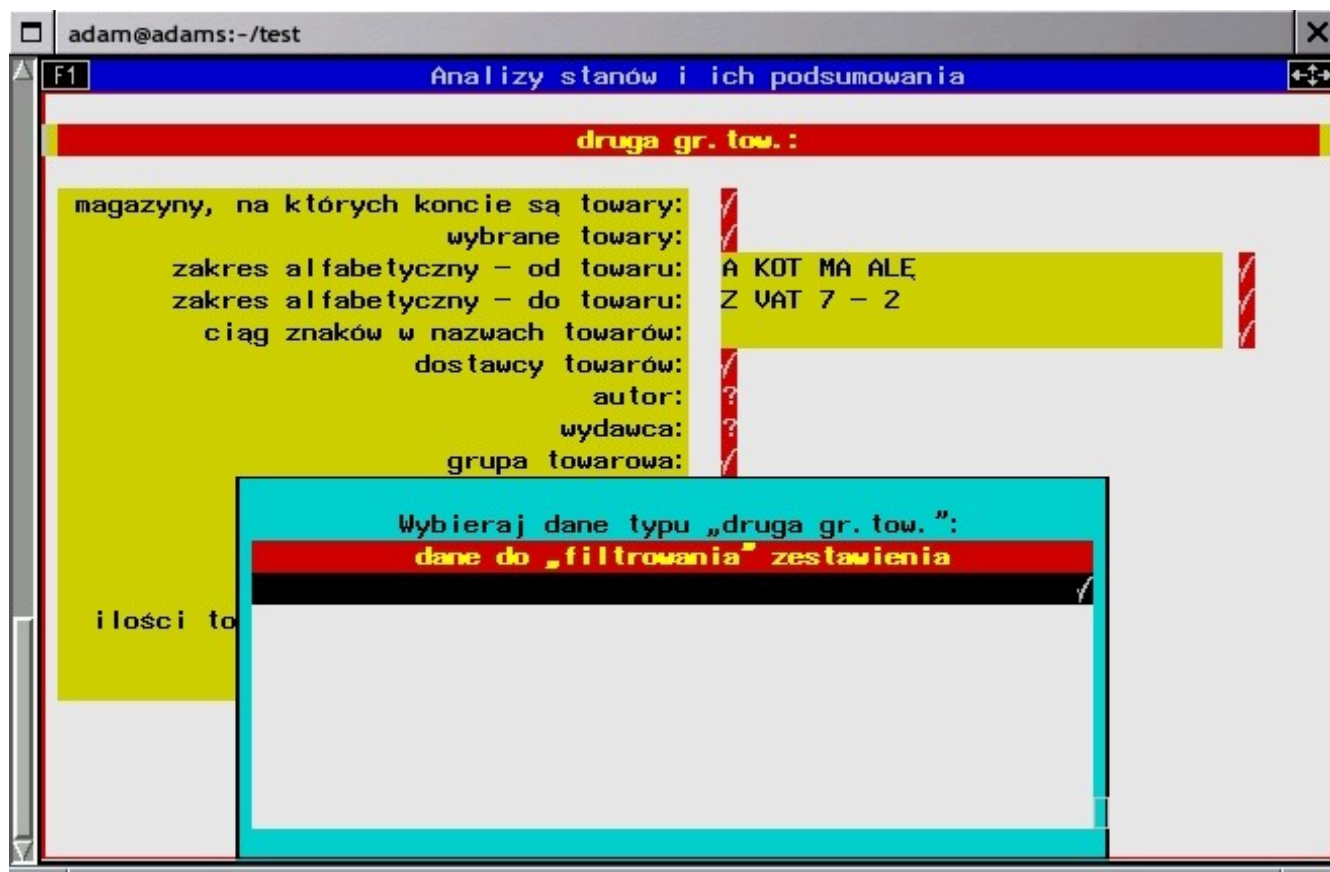 adam@adams:~/test
F1 Analizy stanów i ich podsumowania
druga gr. tow.:
magazyny, na których koncie są towary: √
wybrane towary: √
zakres alfabetyczny — od towaru: A KOT MA ALĘ √
zakres alfabetyczny — do towaru: Z VAT 7 — 2 √
ciąg znaków w nazwach towarów: √
dostawcy towarów: √
autor: ?
wydawca: ?
grupa towarowa: √
Wybieraj dane typu „druga gr. tow.”:
dane do „filtrowania” zestawienia
√
ilości to